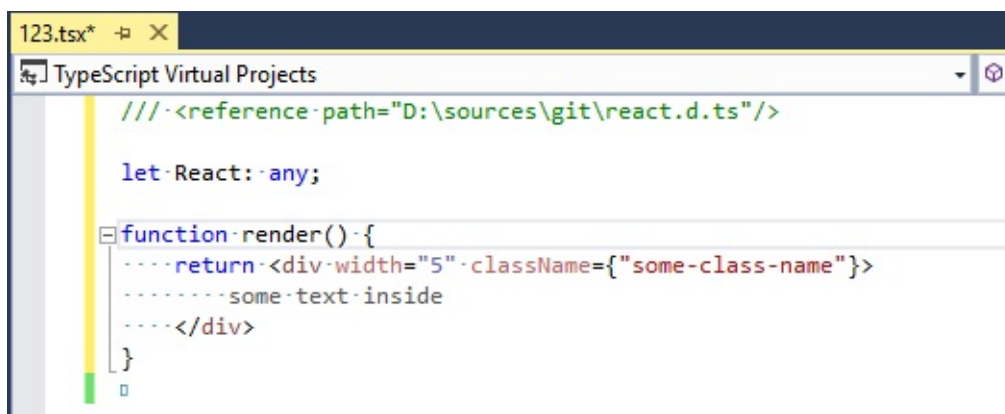 123.tsx*
TypeScript Virtual Projects
/// <reference path="D:\sources\git\react.d.ts"/>
let React: any;
function render() {
    return <div width="5" className={"some-class-name"}>
        some text inside
    </div>
}